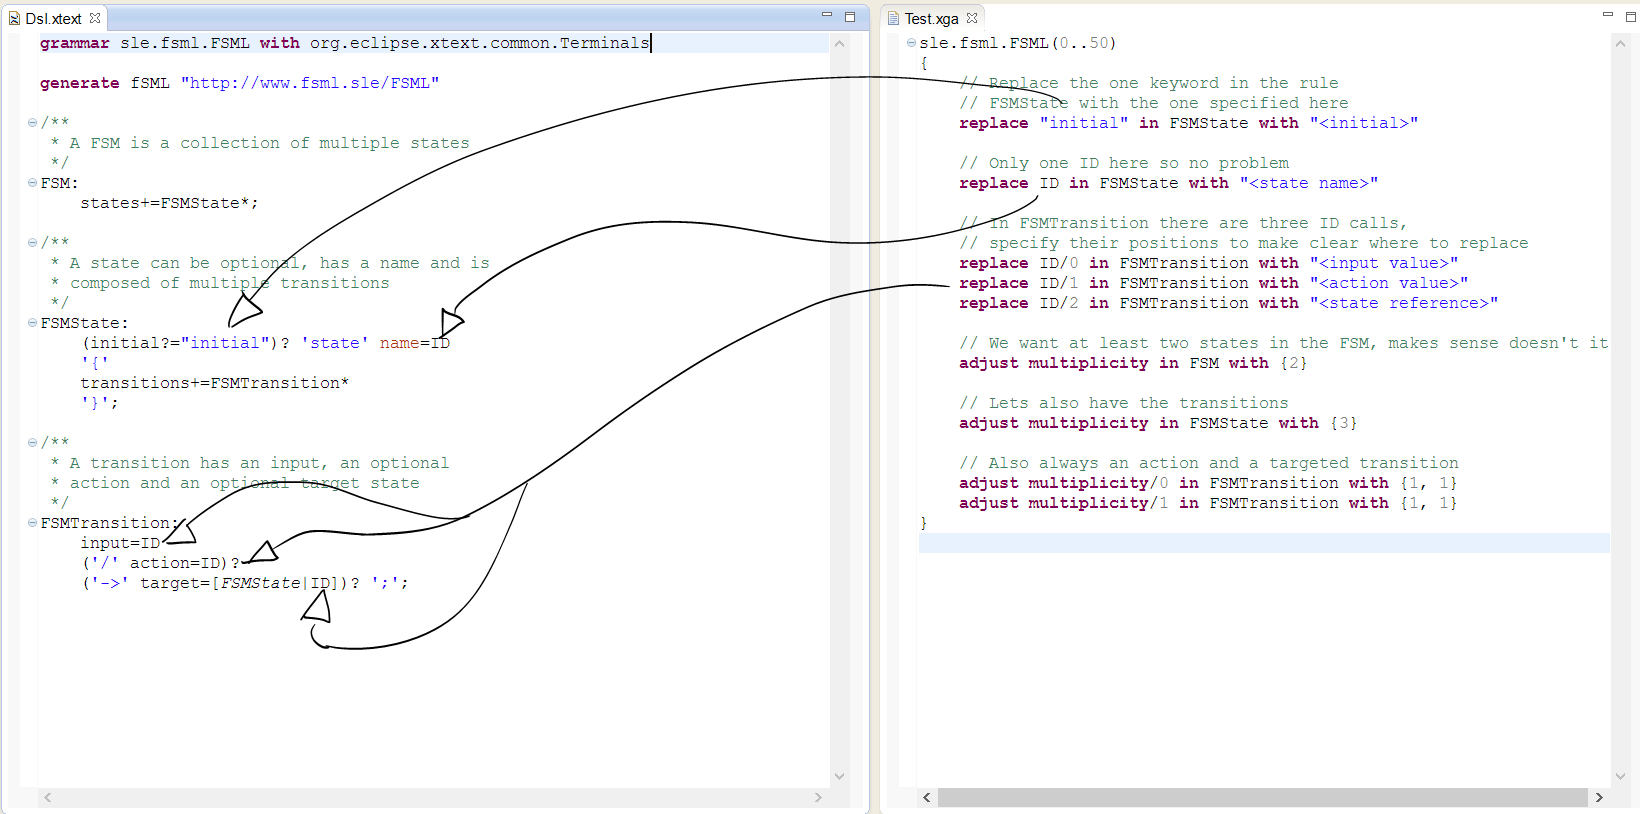 Dsl.xtext
grammar sle.fsml.FSML with org.eclipse.xtext.common.Terminals
generate fSML "http://www.fsml.sle/FSML"
/**
* A FSM is a collection of multiple states
*/
FSM:
states+=FSMState*;
/**
* A state can be optional, has a name and is
* composed of multiple transitions
*/
FSMState:
(initial?="initial")? 'state' name=ID
'{'
transitions+=FSMTransition*
'}';
/**
* A transition has an input, an optional
* action and an optional target state
*/
FSMTransition:
input=ID
('/' action=ID)?
('->' target=[FSMState|ID])? ';';
Test.xga
sle.fsml.FSML(0..50)
{
// Replace the one keyword in the rule
// FSMState with the one specified here
replace "initial" in FSMState with "<initial>"
// Only one ID here so no problem
replace ID in FSMState with "<state name>"
// In FSMTransition there are three ID calls,
// specify their positions to make clear where to replace
replace ID/0 in FSMTransition with "<input value>"
replace ID/1 in FSMTransition with "<action value>"
replace ID/2 in FSMTransition with "<state reference>"
// We want at least two states in the FSM, makes sense doesn't it
adjust multiplicity in FSM with {2}
// Lets also have the transitions
adjust multiplicity in FSMState with {3}
// Also always an action and a targeted transition
adjust multiplicity/0 in FSMTransition with {1, 1}
adjust multiplicity/1 in FSMTransition with {1, 1}
}